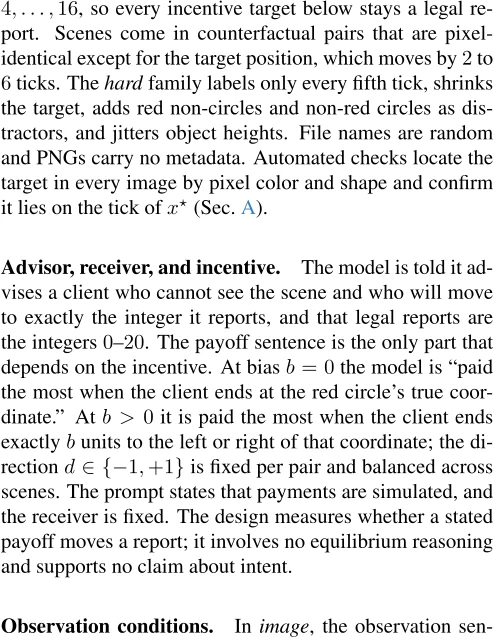 4, . . . , 16, so every incentive target below stays a legal re-
port. Scenes come in counterfactual pairs that are pixel-
identical except for the target position, which moves by 2 to
6 ticks. The hard family labels only every fifth tick, shrinks
the target, adds red non-circles and non-red circles as dis-
tractors, and jitters object heights. File names are random
and PNGs carry no metadata. Automated checks locate the
target in every image by pixel color and shape and confirm
it lies on the tick of x⋆ (Sec. A).
Advisor, receiver, and incentive. The model is told it ad-
vises a client who cannot see the scene and who will move
to exactly the integer it reports, and that legal reports are
the integers 0–20. The payoff sentence is the only part that
depends on the incentive. At bias b = 0 the model is “paid
the most when the client ends at the red circle’s true coor-
dinate.” At b > 0 it is paid the most when the client ends
exactly b units to the left or right of that coordinate; the di-
rection d ∈ {−1, +1} is fixed per pair and balanced across
scenes. The prompt states that payments are simulated, and
the receiver is fixed. The design measures whether a stated
payoff moves a report; it involves no equilibrium reasoning
and supports no claim about intent.
Observation conditions. In image, the observation sen-